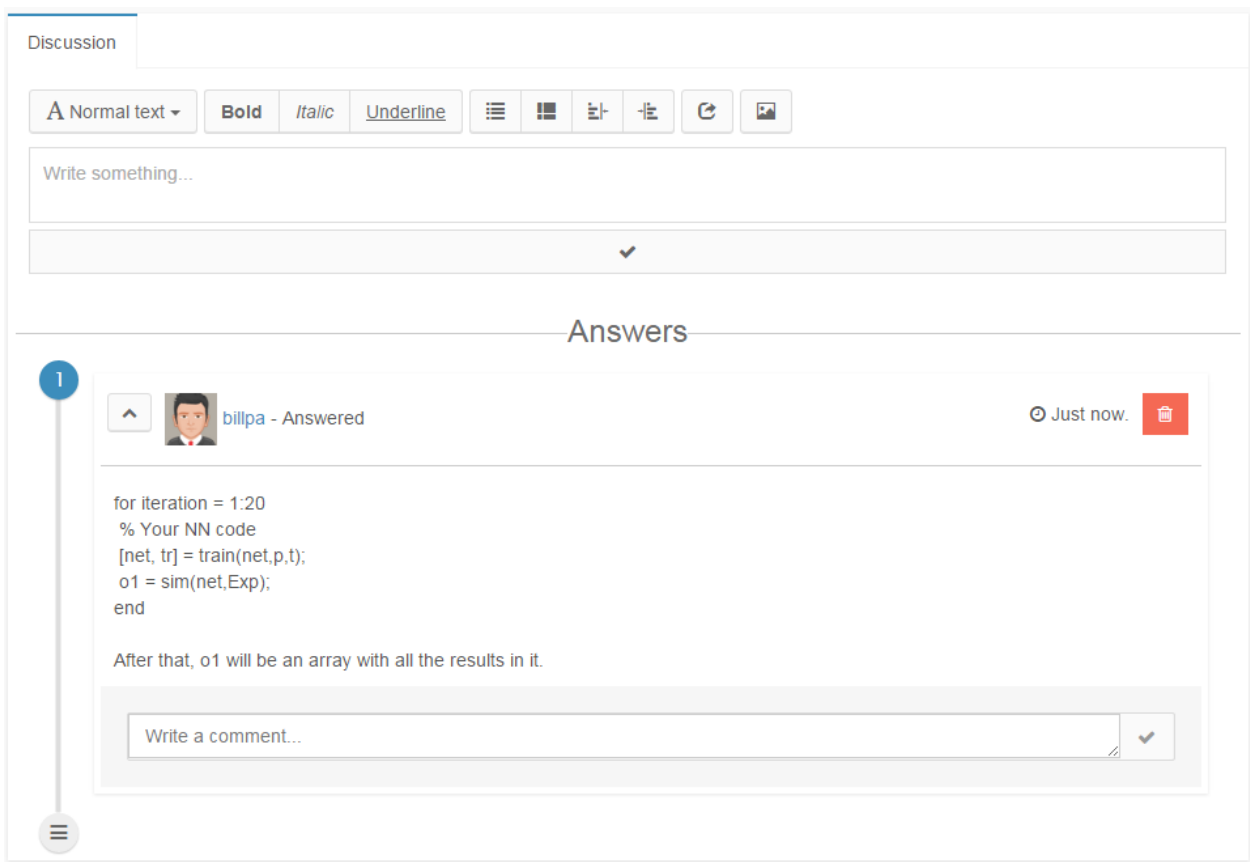 Discussion
A Normal text
Bold Italic Underline
Write something...
Answers
1
billpa - Answered
Just now.
for iteration = 1:20
% Your NN code
[net, tr] = train(net,p,t);
o1 = sim(net,Exp);
end
After that, o1 will be an array with all the results in it.
Write a comment...